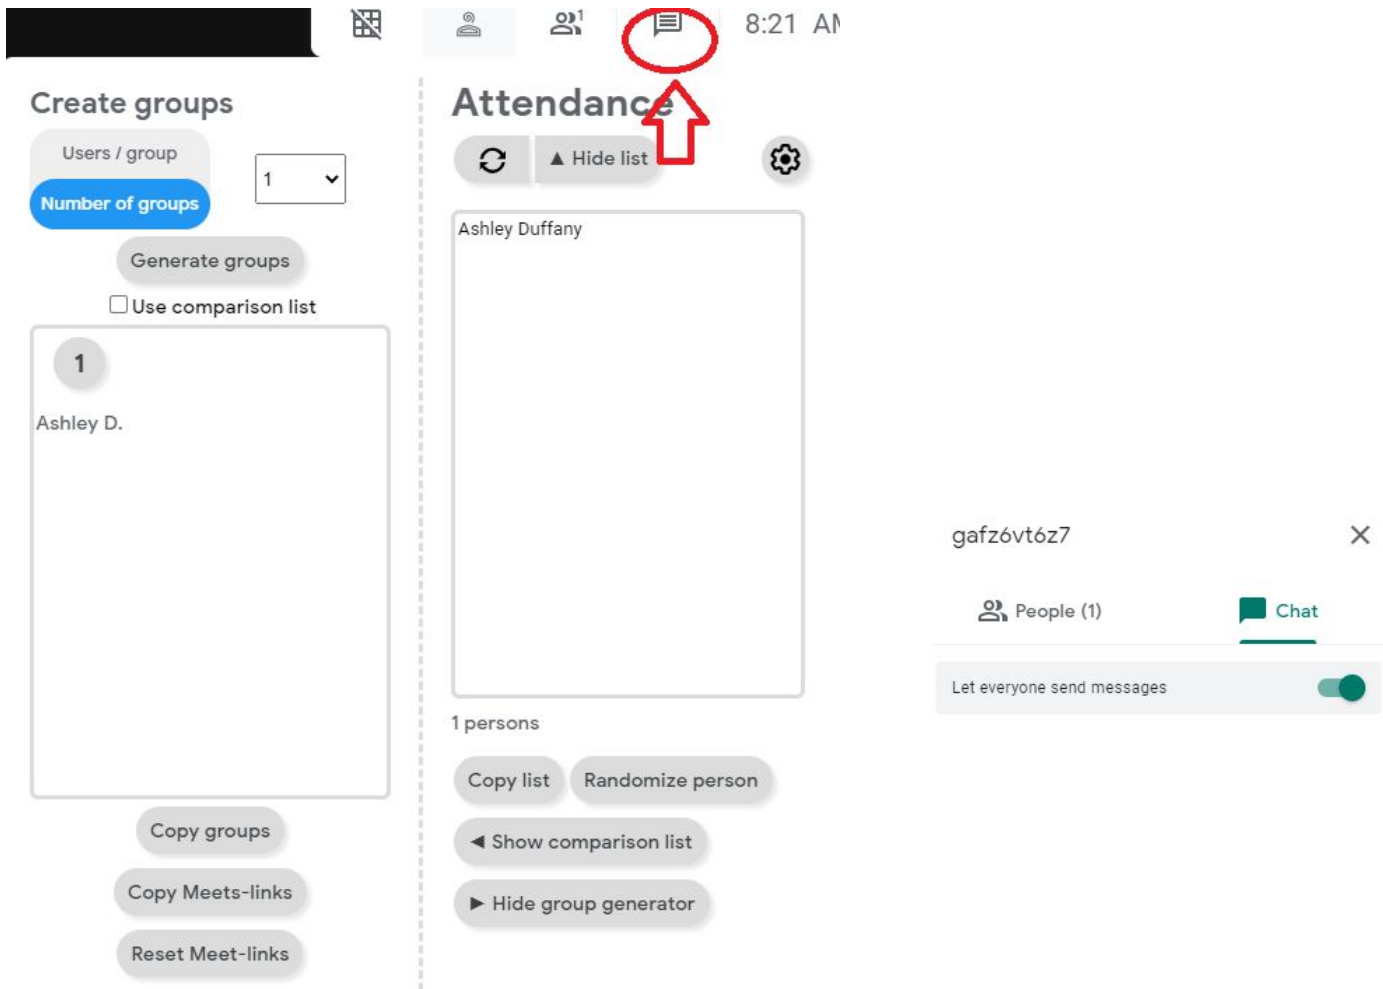 1
8:21 AM
Create groups
Users / group
Number of groups
1
Generate groups
Use comparison list
1
Ashley D.
Copy groups
Copy Meets-links
Reset Meet-links
Attendance
▲ Hide list
Ashley Duffany
1 persons
Copy list
Randomize person
◄ Show comparison list
► Hide group generator
gafz6vt6z7
People (1)
Chat
Let everyone send messages